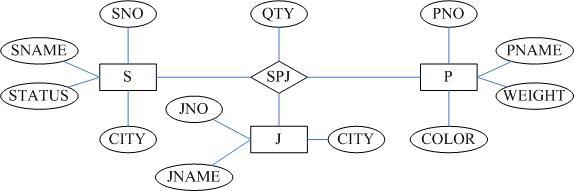 SNO
QTY
PNO
SNAME
PNAME
S
SPJ
P
STATUS
WEIGHT
JNO
CITY
J
CITY
COLOR
JNAME